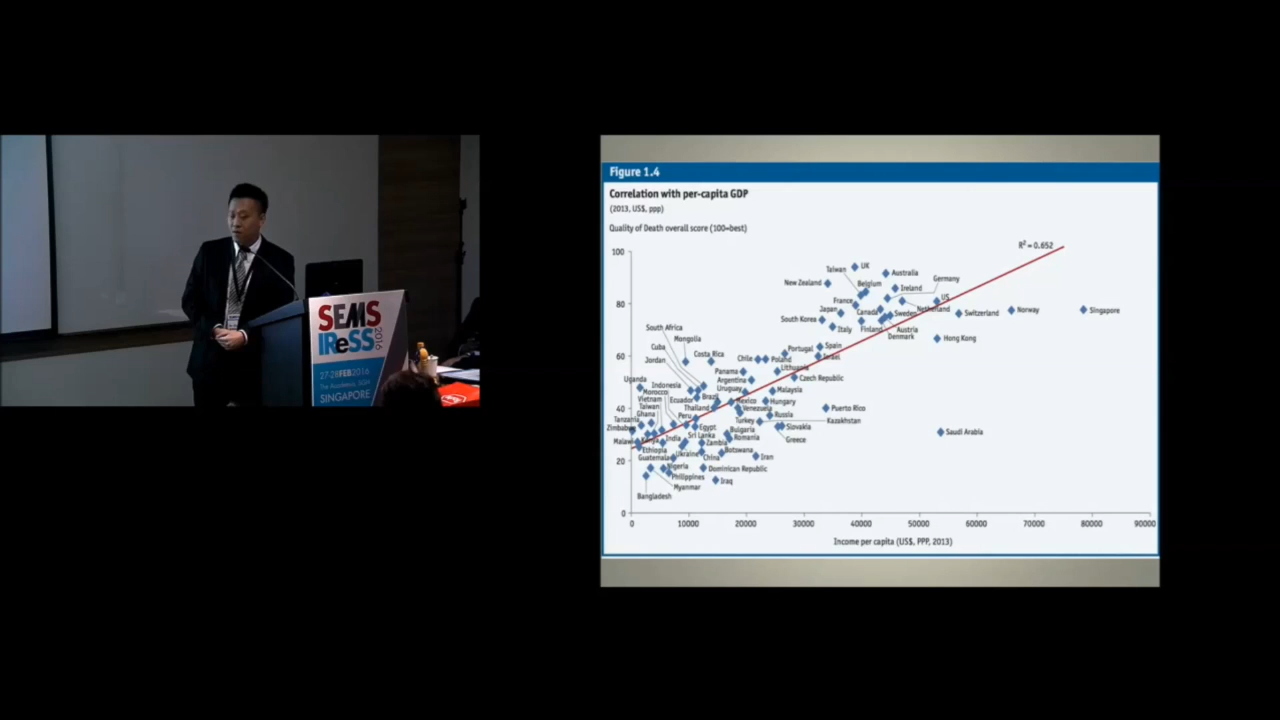 SEMS
IReSS
2016
27-28FEB2016
The Academia, SGH
SINGAPORE
Figure 1.4
Correlation with per-capita GDP
(2013, US$, ppp)
Quality of Death overall score (100=best)
R² = 0.652
100
80
60
40
20
0
UK
Taiwan
Australia
Belgium
Germany
New Zealand
Ireland
US
France
Japan
Canada
Sweden
Netherland
Switzerland
Norway
Singapore
South Korea
Italy
Finland
Austria
Denmark
Hong Kong
South Africa
Mongolia
Cuba
Costa Rica
Jordan
Chile
Poland
Portugal
Spain
Israel
Panama
Lithuania
Czech Republic
Uganda
Indonesia
Argentina
Morocco
Uruguay
Malaysia
Vietnam
Ecuador
Brazil
Mexico
Hungary
Taiwan
Thailand
Venezuela
Puerto Rico
Ghana
Peru
Russia
Tanzania
Turkey
Kazakhstan
Zimbabwe
Egypt
Bulgaria
Slovakia
Saudi Arabia
Malawi
Kenya
India
Sri Lanka
Romania
Greece
Zambia
Ethiopia
Ukraine
Botswana
Guatemala
China
Iran
Nigeria
Dominican Republic
Philippines
Iraq
Myanmar
Bangladesh
0 10000 20000 30000 40000 50000 60000 70000 80000 90000
Income per capita (US$, PPP, 2013)